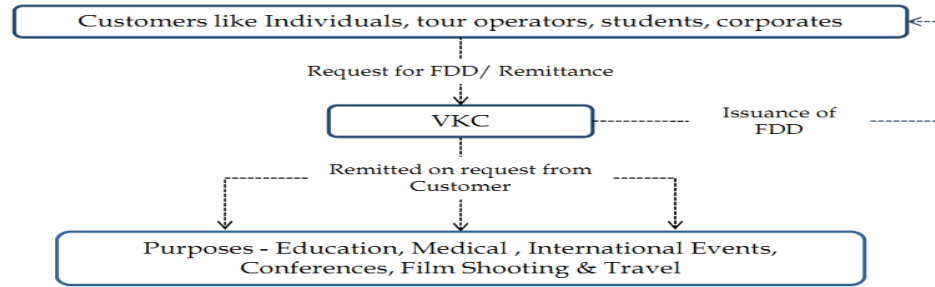 Customers like Individuals, tour operators, students, corporates
Request for FDD/ Remittance
VKC
Issuance of
FDD
Remitted on request from
Customer
Purposes - Education, Medical , International Events,
Conferences, Film Shooting & Travel